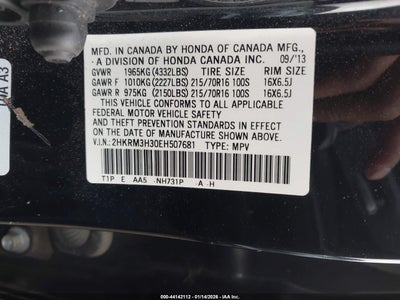 MFD. IN CANADA BY HONDA OF CANADA MFG.,
A DIVISION OF HONDA CANADA INC. 09/'13
GVWR 1965KG (4332LBS) TIRE SIZE RIM SIZE
GAWR F 1010KG (2227LBS) 215/70R16 100S 16X6.5J
GAWR R 975KG (2150LBS) 215/70R16 100S 16X6.5J
THIS VEHICLE CONFORMS TO ALL APPLICABLE
FEDERAL MOTOR VEHICLE SAFETY
AND THEFT PREVENTION STANDARDS IN EFFECT ON THE DATE OF
MANUFACTURE SHOWN ABOVE.
V.I.N: 2HKRM3H30EH507681 TYPE: MPV
T1P E AA5 NH731P A H
A3
000-44142112 - 01/14/2026 - IAA Inc.